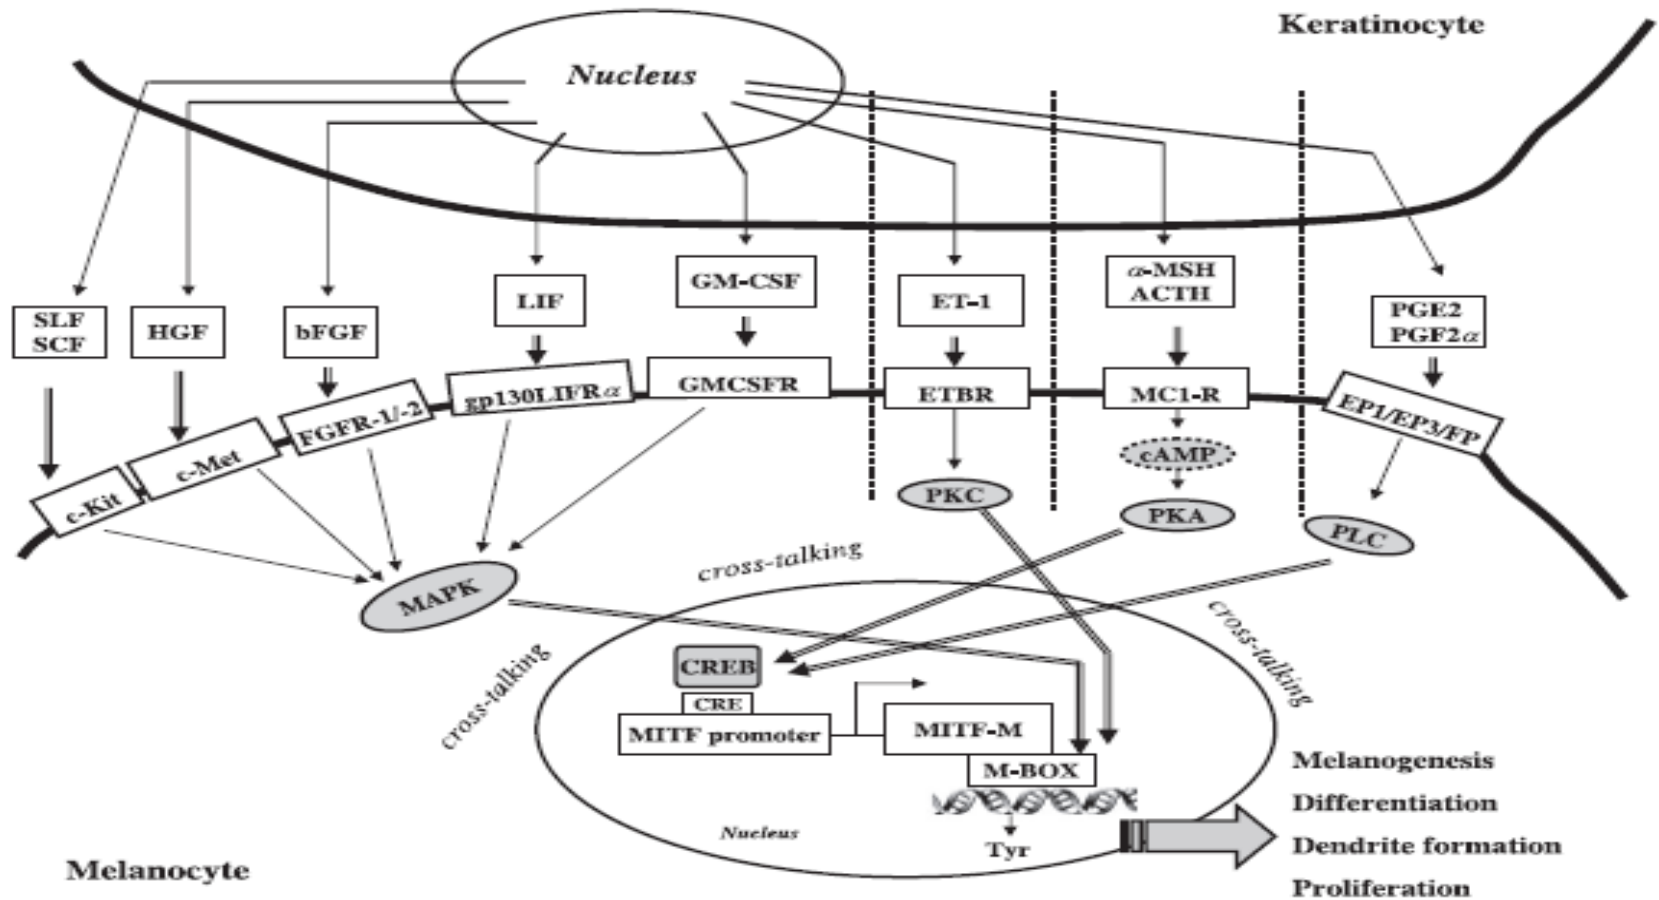 Keratinocyte
Nucleus
SLF
SCF
HGF
bFGF
LIF
GM-CSF
ET-1
α-MSH
ACTH
PGE2
PGF2α
c-Kit
c-Met
FGFR-1/-2
gp130LIFRα
GMCSFR
ETBR
MC1-R
EP1/EP3/FP
cAMP
PKC
PKA
PLC
MAPK
cross-talking
cross-talking
cross-talking
CREB
CRE
MITF promoter
MITF-M
M-BOX
Tyr
Nucleus
Melanogenesis
Differentiation
Dendrite formation
Proliferation
Melanocyte